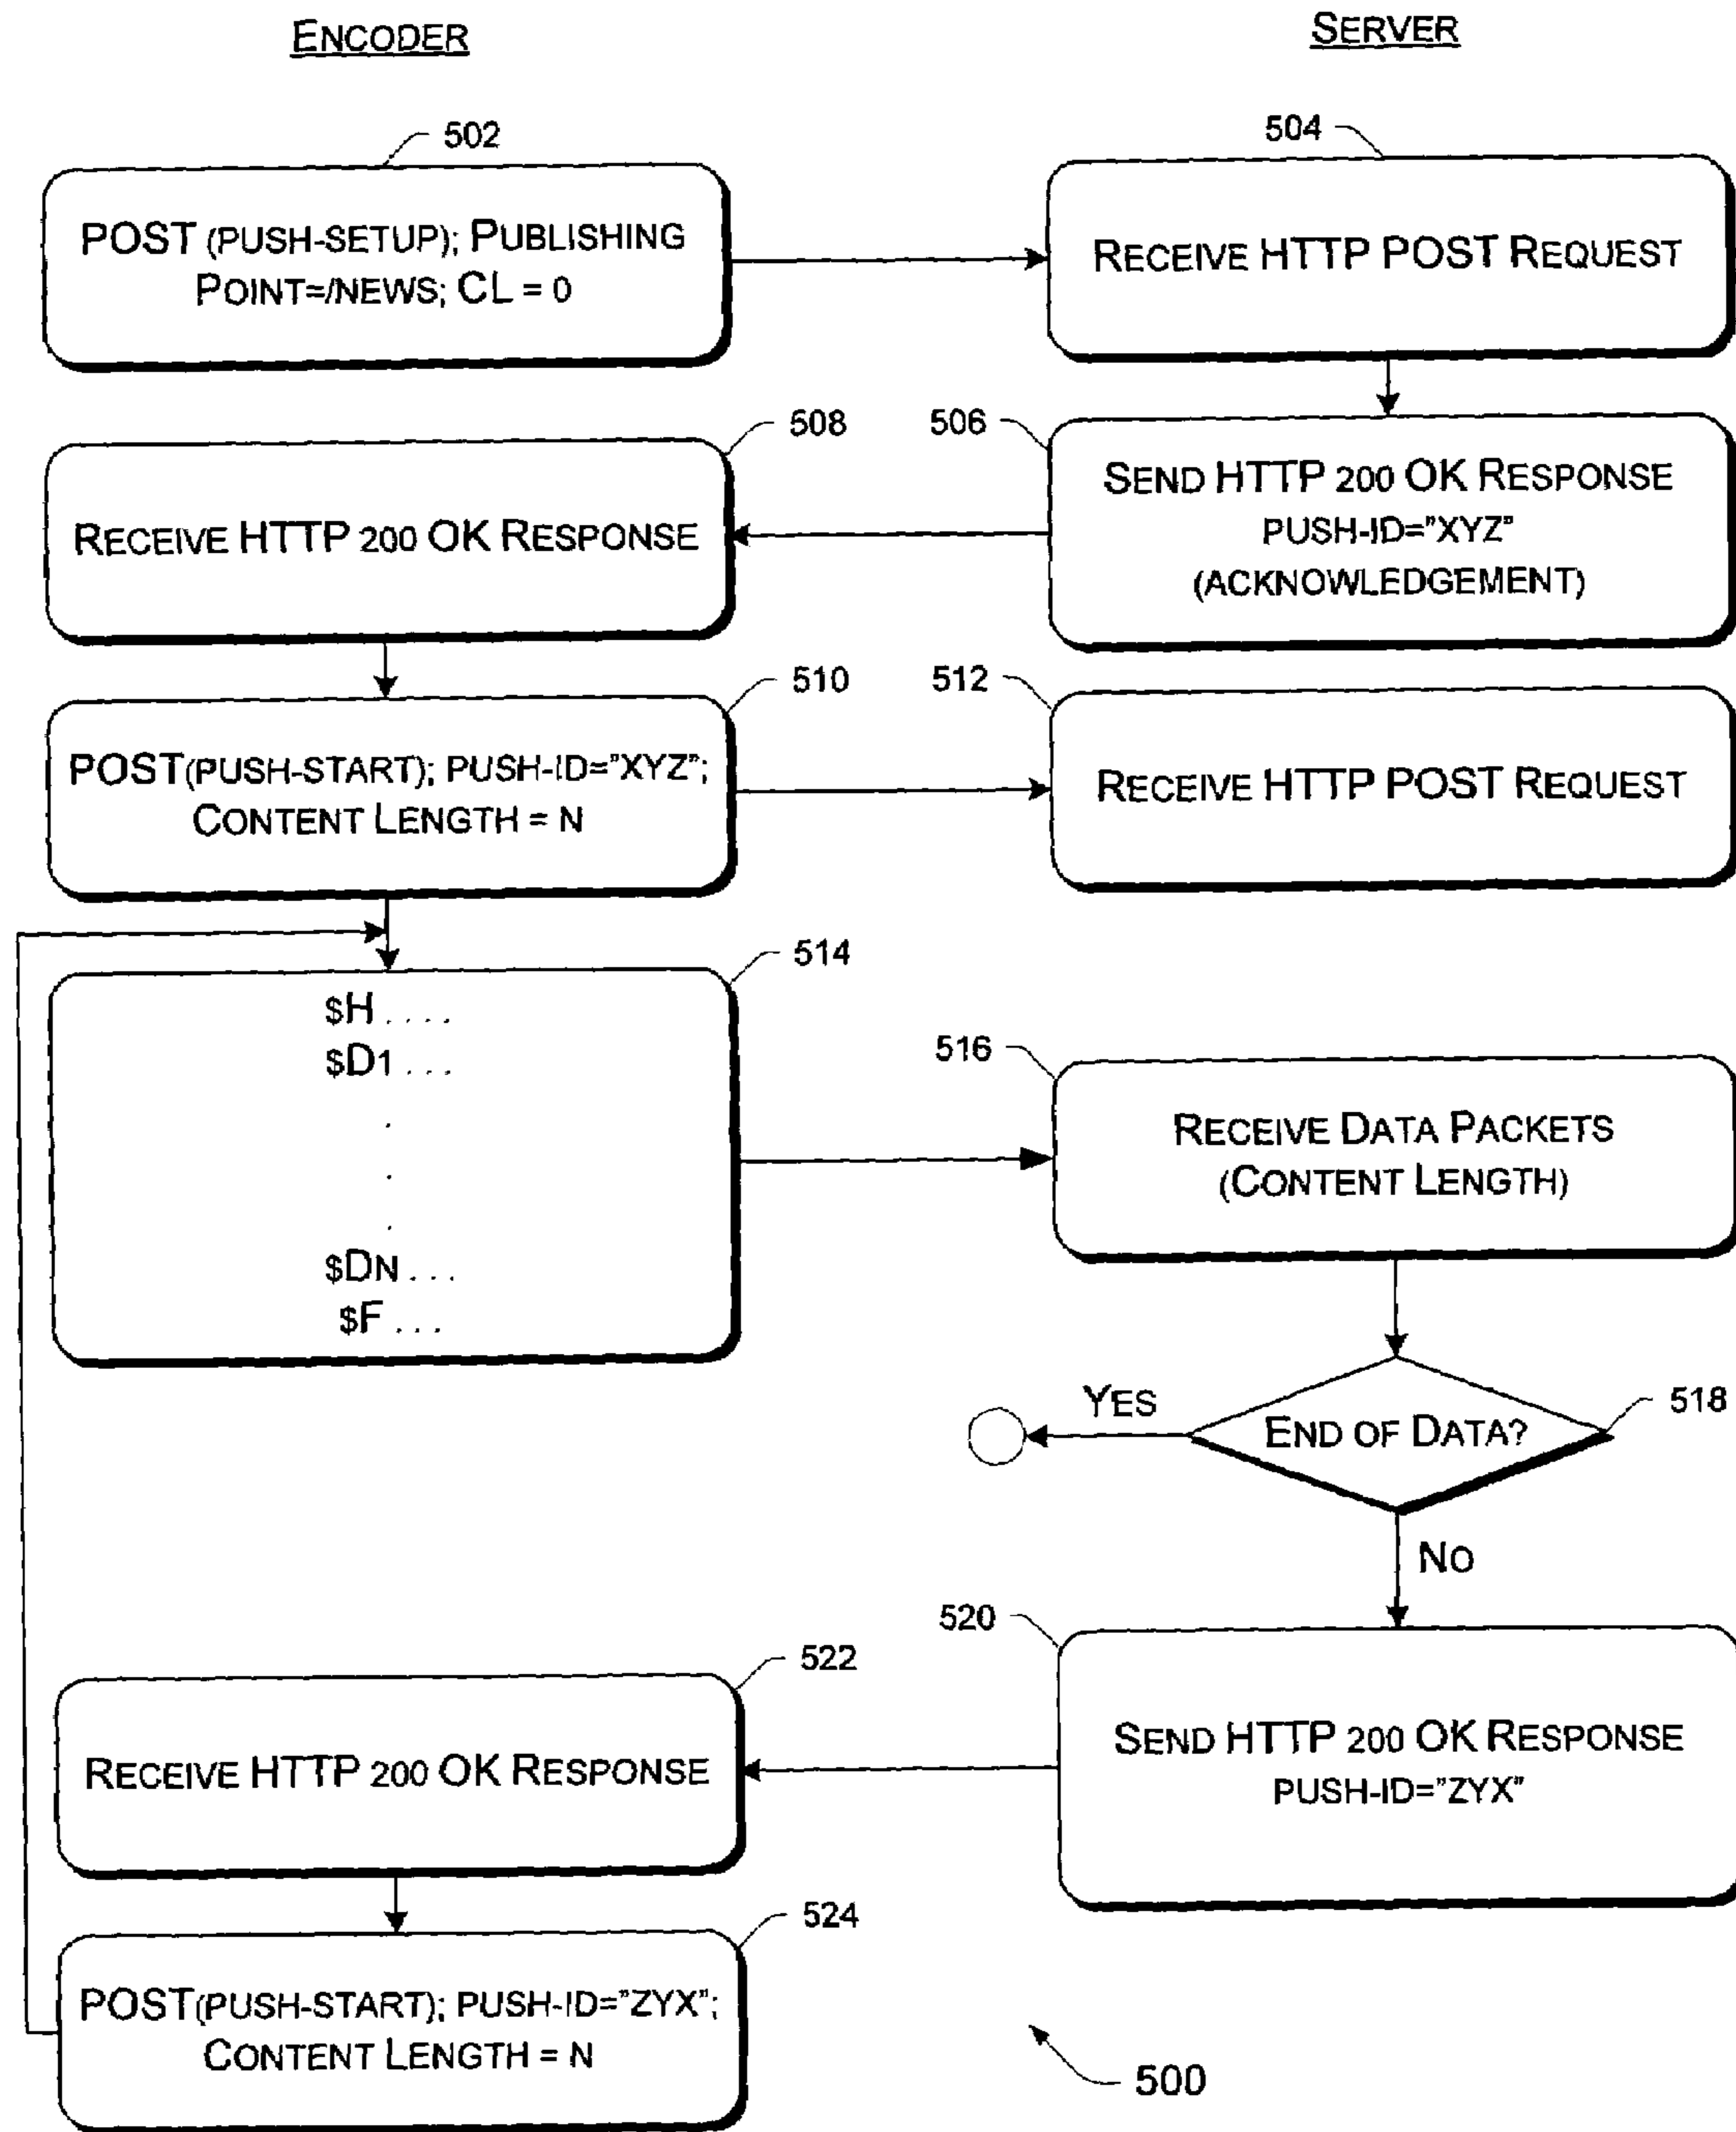 ENCODER
SERVER
502
504
POST (PUSH-SETUP); PUBLISHING
POINT=/NEWS; CL = 0
RECEIVE HTTP POST REQUEST
508
506
RECEIVE HTTP 200 OK RESPONSE
SEND HTTP 200 OK RESPONSE
PUSH-ID="XYZ"
(ACKNOWLEDGEMENT)
510
512
POST(PUSH-START); PUSH-ID="XYZ";
CONTENT LENGTH = N
RECEIVE HTTP POST REQUEST
514
$H . . . .
$D1 . . .
.
.
.
$DN . . .
$F . . .
516
RECEIVE DATA PACKETS
(CONTENT LENGTH)
518
YES
END OF DATA?
NO
520
522
SEND HTTP 200 OK RESPONSE
PUSH-ID="ZYX"
RECEIVE HTTP 200 OK RESPONSE
524
POST(PUSH-START); PUSH-ID="ZYX";
CONTENT LENGTH = N
500